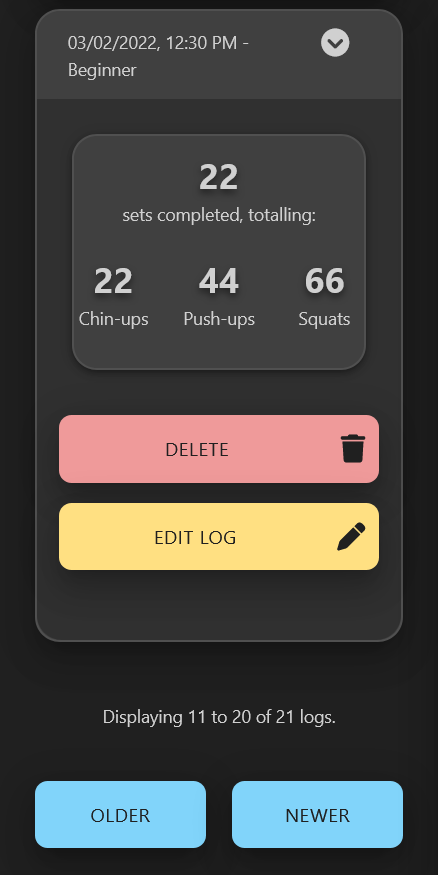 03/02/2022, 12:30 PM -
Beginner
22
sets completed, totalling:
22 44 66
Chin-ups Push-ups Squats
DELETE
EDIT LOG
Displaying 11 to 20 of 21 logs.
OLDER NEWER